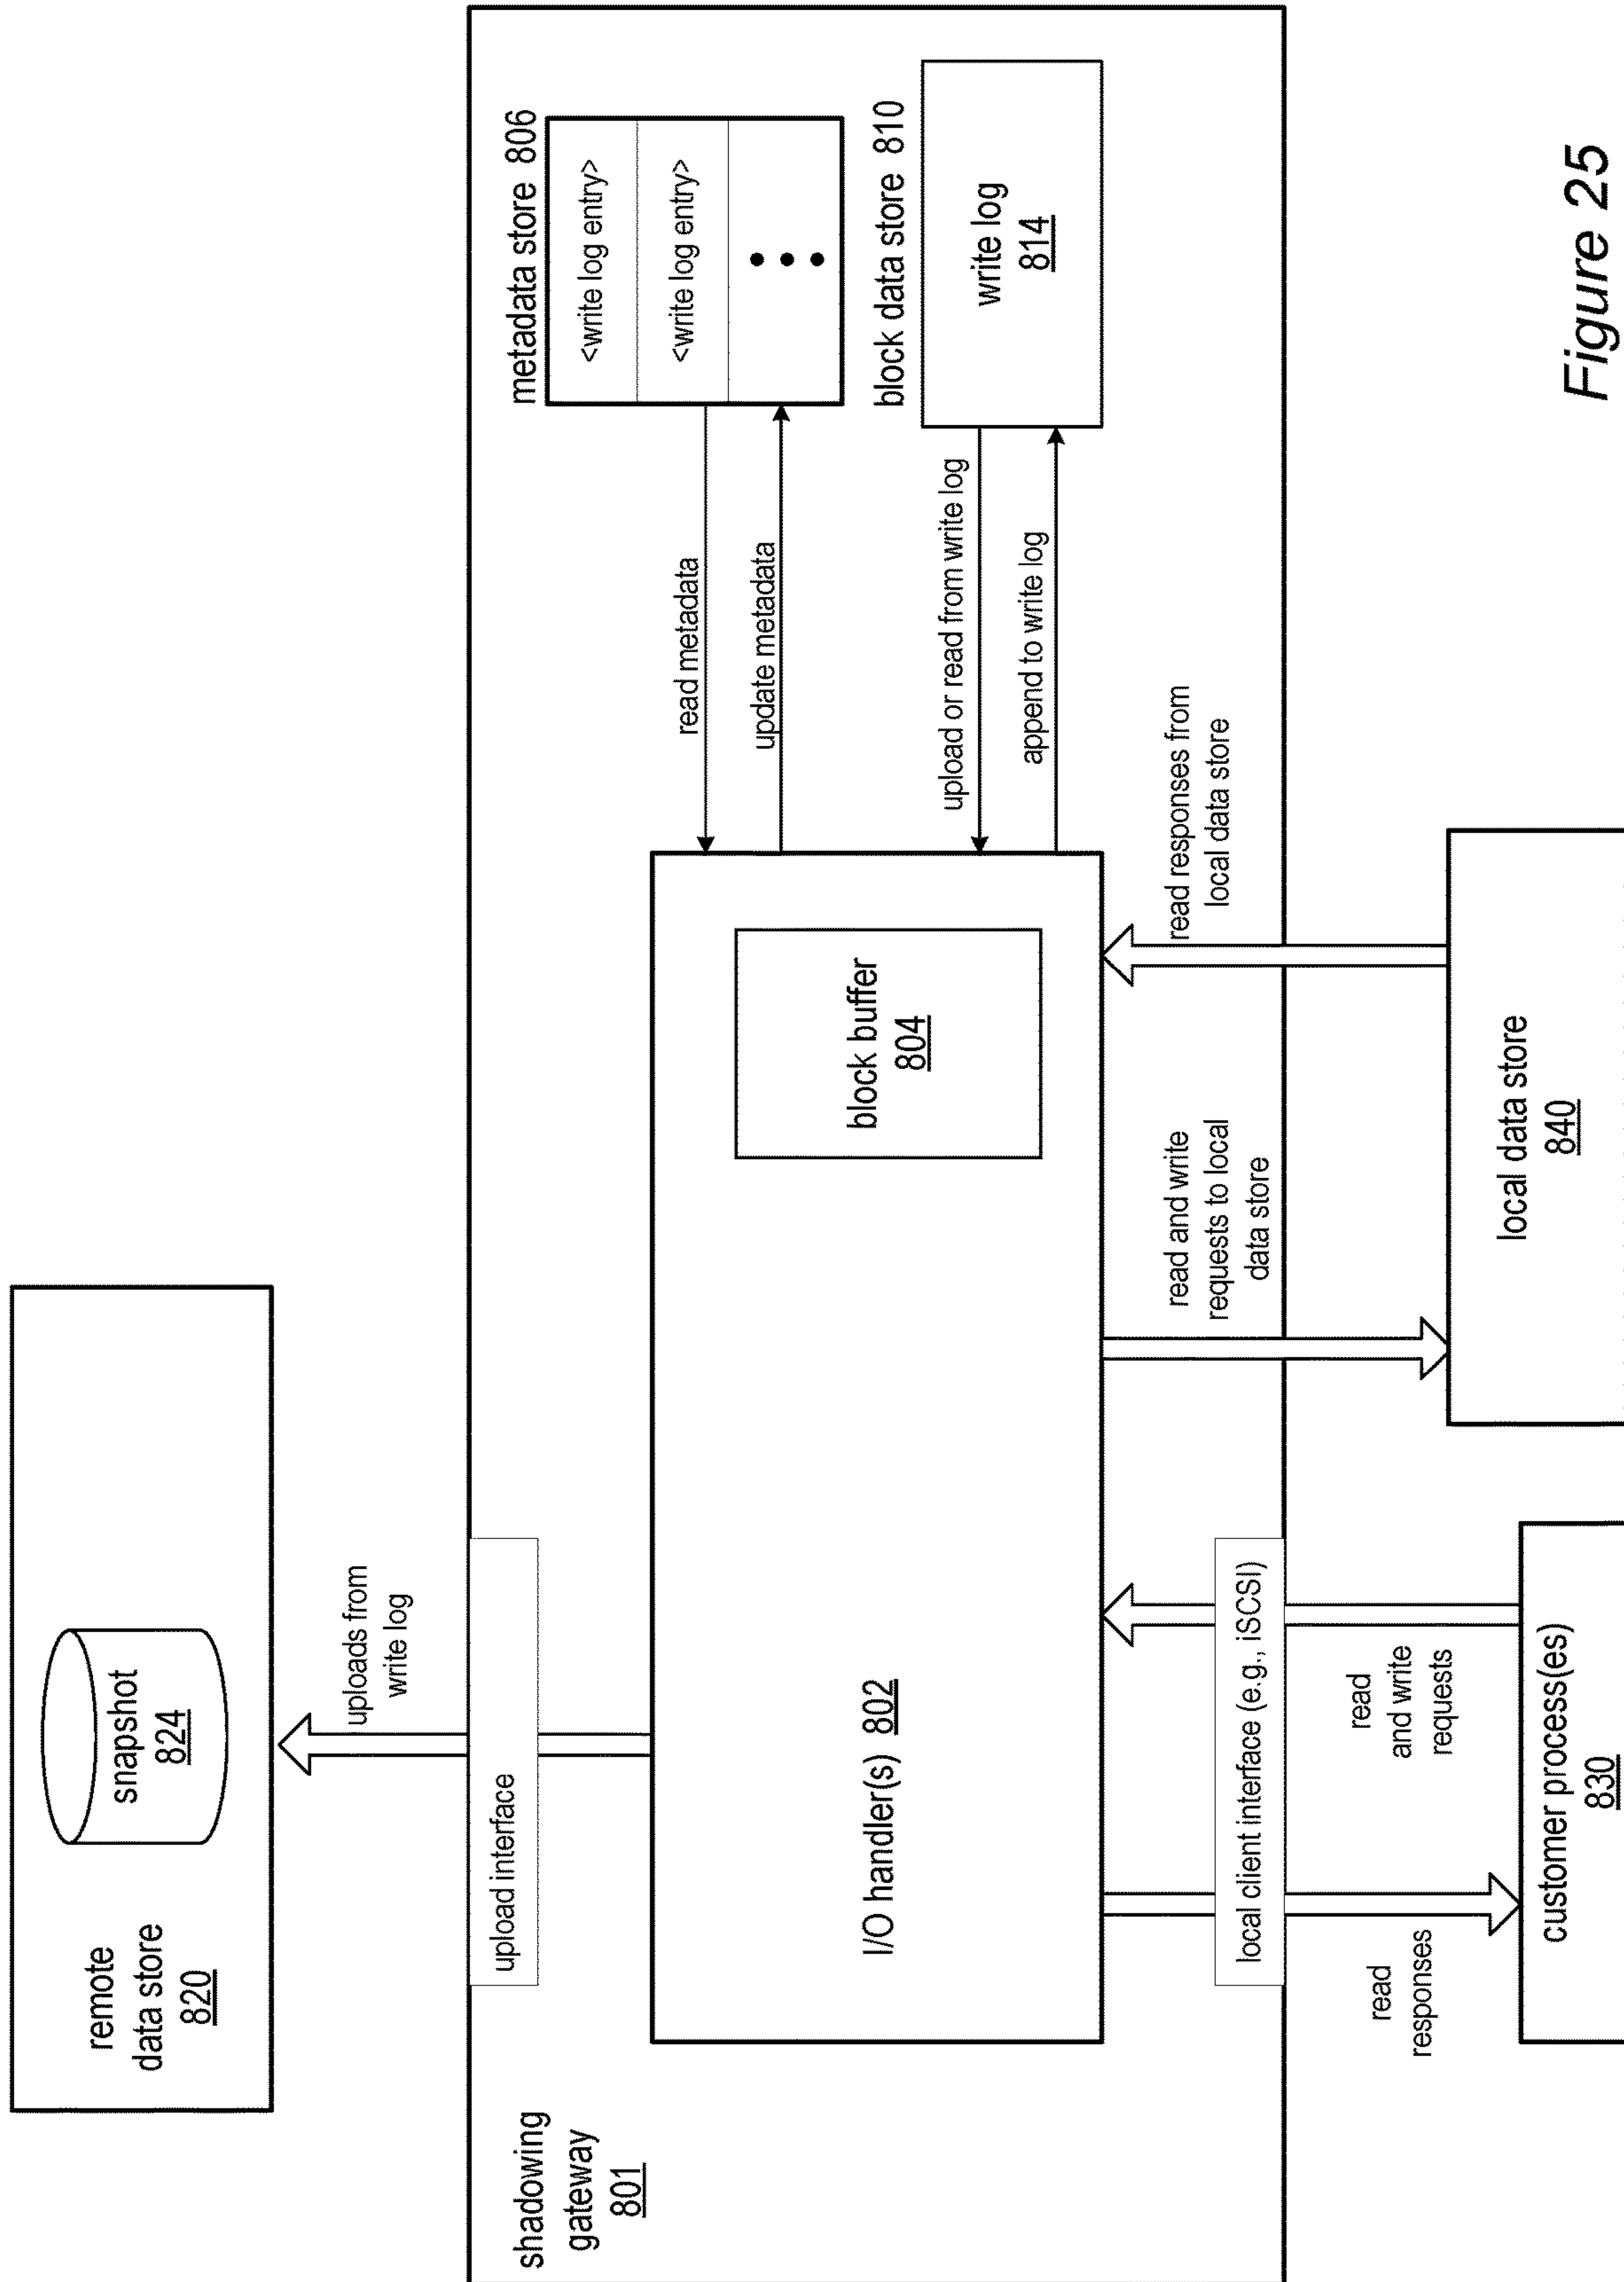 remote
data store
820
snapshot
824
uploads from
write log
shadowing
gateway
801
upload interface
I/O handler(s) 802
block buffer
804
read metadata
update metadata
metadata store 806
<write log entry>
<write log entry>
upload or read from write log
append to write log
block data store 810
write log
814
local client interface (e.g., iSCSI)
read
responses
read
and write
requests
read and write
requests to local
data store
read responses from
local data store
customer process(es)
830
local data store
840
Figure 25